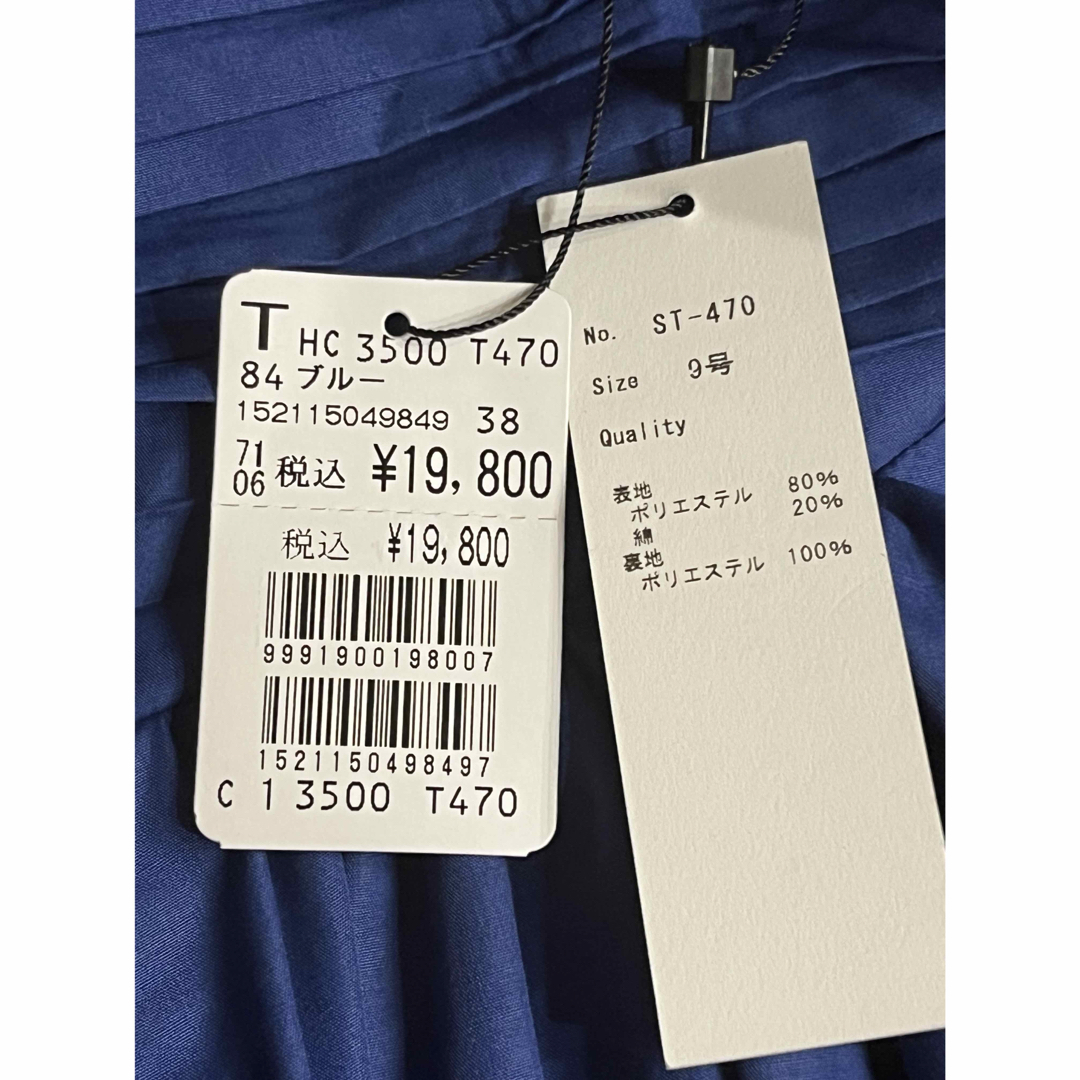 T HC 3500 T470
84 ブルー
152115049849 38
71
06 税込 ¥19,800
税込 ¥19,800
9991900198007
1521150498497
C 1 3500 T470
No. ST-470
Size 9号
Quality
表地
ポリエステル 80%
綿 20%
裏地
ポリエステル 100%